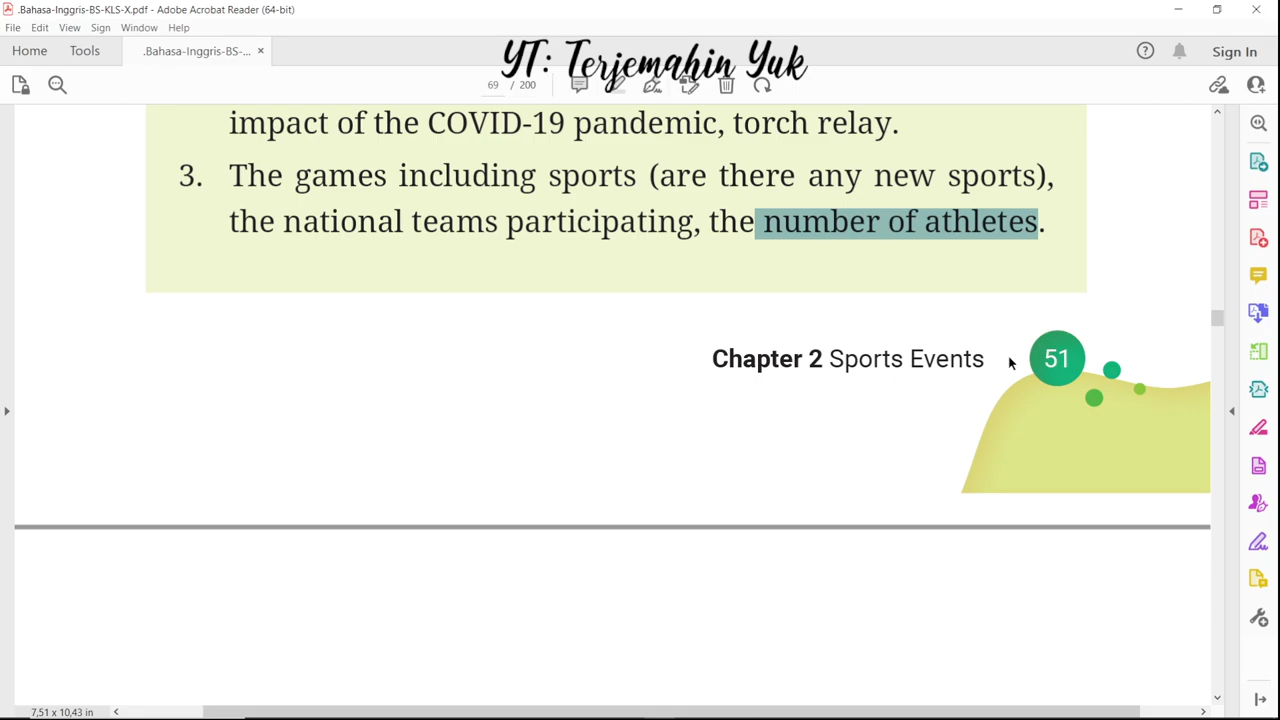 .Bahasa-Inggris-BS-KLS-X.pdf - Adobe Acrobat Reader (64-bit)
File Edit View Sign Window Help
Home Tools .Bahasa-Inggris-BS-... × Sign In
YT: Terjemahin Yuk
69 / 200
impact of the COVID-19 pandemic, torch relay.
3. The games including sports (are there any new sports),
the national teams participating, the number of athletes.
Chapter 2 Sports Events 51
7,51 x 10,43 in